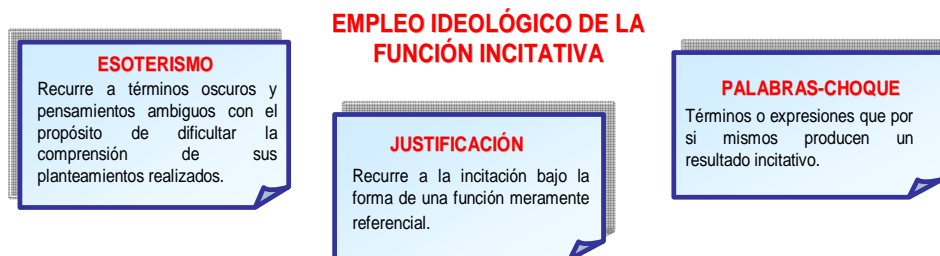 EMPLEO IDEOLÓGICO DE LA
FUNCIÓN INCITATIVA
ESOTERISMO
Recurre a términos oscuros y
pensamientos ambiguos con el
propósito de dificultar la
comprensión de sus
planteamientos realizados.
JUSTIFICACIÓN
Recurre a la incitación bajo la
forma de una función meramente
referencial.
PALABRAS-CHOQUE
Términos o expresiones que por
si mismos producen un
resultado incitativo.